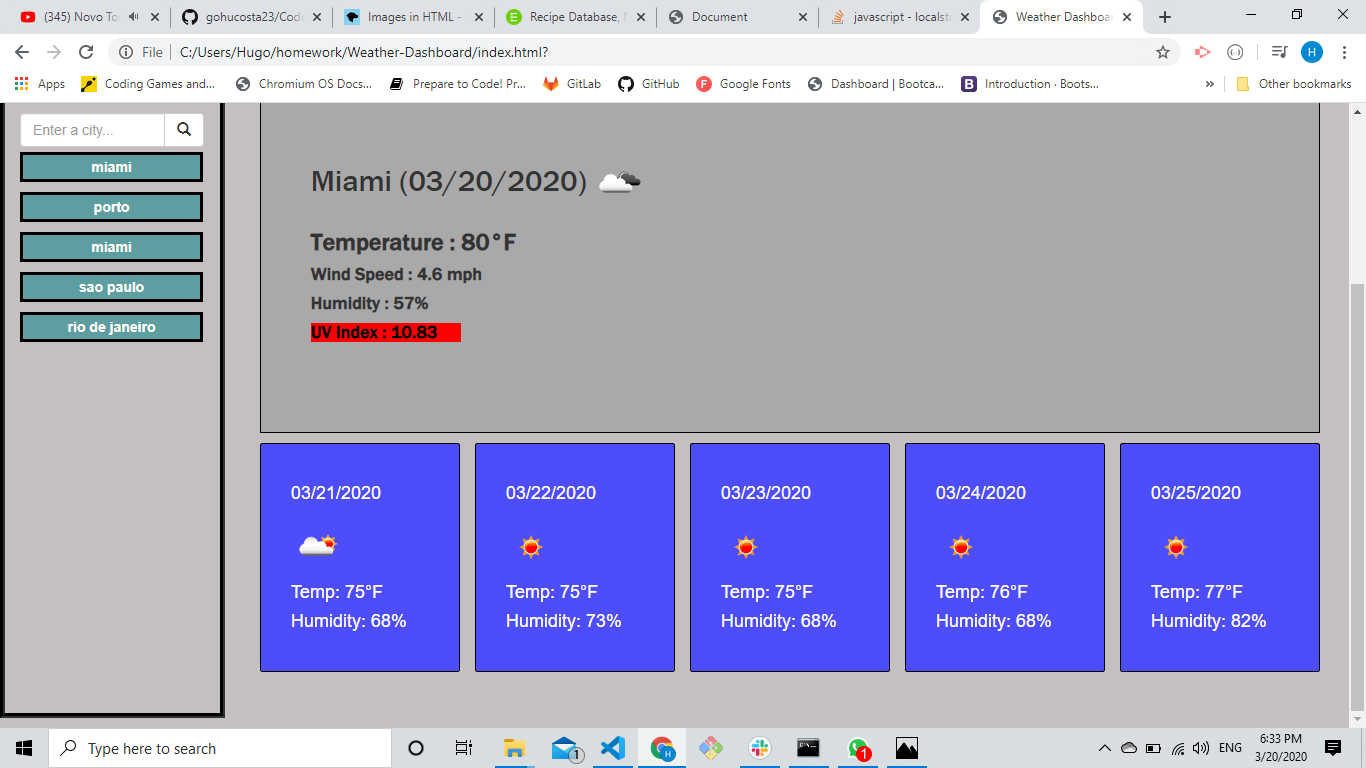 (345) Novo To
gohucosta23/Cod
Images in HTML -
Recipe Database,
Document
javascript - localst
Weather Dashboa
File
C:/Users/Hugo/homework/Weather-Dashboard/index.html?
H
Apps
Coding Games and...
Chromium OS Docs...
Prepare to Code! Pr...
GitLab
GitHub
F
Google Fonts
Dashboard | Bootca...
B
Introduction · Boots...
»
Other bookmarks
Enter a city...
miami
porto
miami
sao paulo
rio de janeiro
Miami (03/20/2020)
Temperature : 80°F
Wind Speed : 4.6 mph
Humidity : 57%
UV Index : 10.83
03/21/2020
Temp: 75°F
Humidity: 68%
03/22/2020
Temp: 75°F
Humidity: 73%
03/23/2020
Temp: 75°F
Humidity: 68%
03/24/2020
Temp: 76°F
Humidity: 68%
03/25/2020
Temp: 77°F
Humidity: 82%
Type here to search
1
H
1
ENG
6:33 PM
3/20/2020